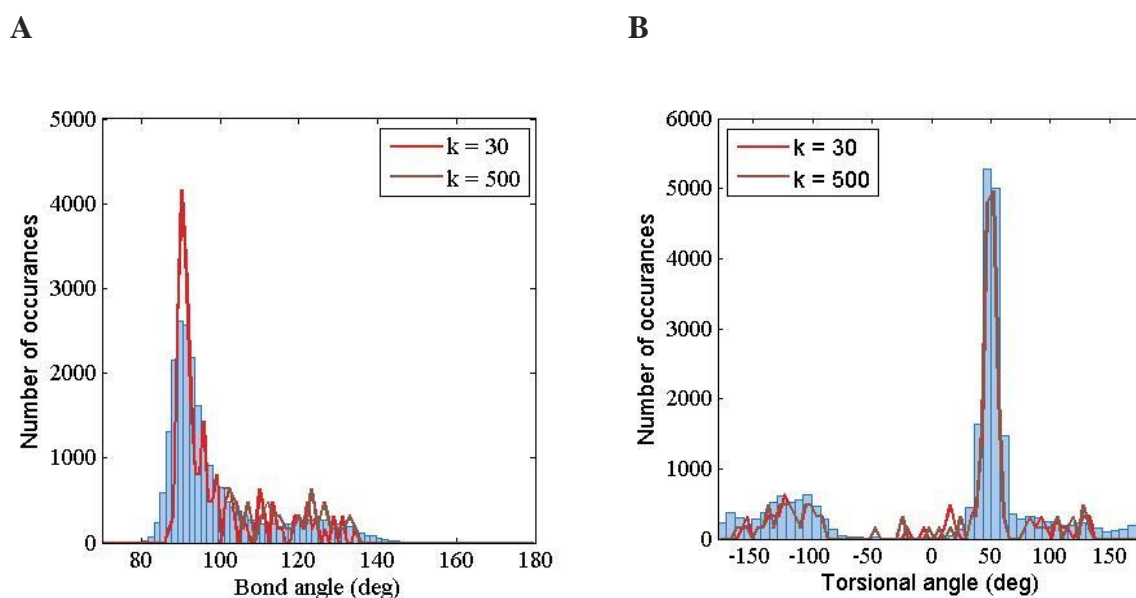 A
B
5000
4000
3000
2000
1000
0
Number of occurances
k = 30
k = 500
80 100 120 140 160 180
Bond angle (deg)
6000
5000
4000
3000
2000
1000
0
Number of occurances
k = 30
k = 500
-150 -100 -50 0 50 100 150
Torsional angle (deg)